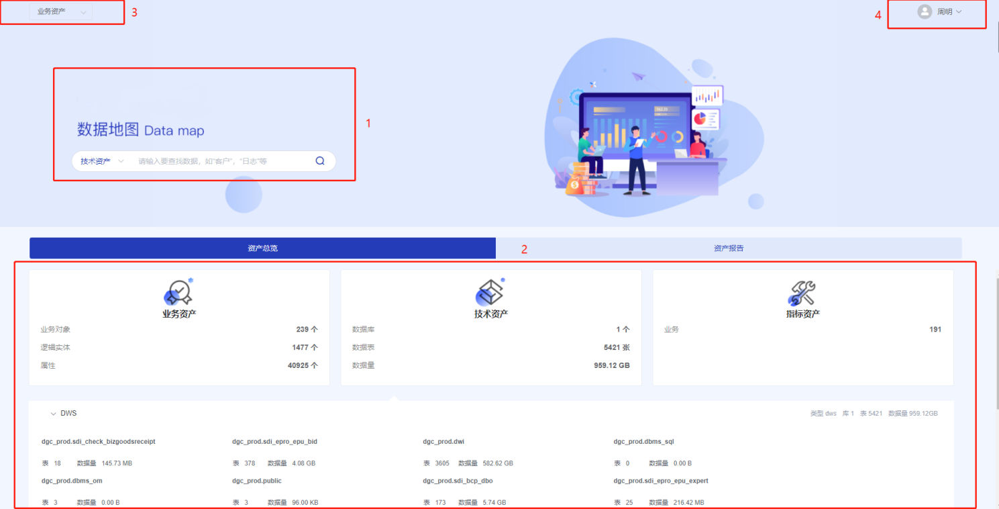 业务资产
3
4
周明
1
数据地图 Data map
技术资产 请输入要查找数据，如"客户"，"日志"等
资产总览
2
资产报告
业务资产
业务对象 239 个
逻辑实体 1477 个
属性 40925 个
技术资产
数据库 1 个
数据表 5421 张
数据量 959.12 GB
指标资产
业务 191
DWS
类型 dws 库 1 表 5421 数据量 959.12GB
dgc_prod.sdi_check_bizgoodsreceipt
表 18 数据量 145.73 MB
dgc_prod.sdi_epro_epu_bid
表 378 数据量 4.08 GB
dgc_prod.dwi
表 3605 数据量 582.62 GB
dgc_prod.dbms_sql
表 0 数据量 0.00 B
dgc_prod.dbms_om
表 3 数据量 0.00 B
dgc_prod.public
表 3 数据量 96.00 KB
dgc_prod.sdi_bcp_dbo
表 173 数据量 5.74 GB
dgc_prod.sdi_epro_epu_expert
表 25 数据量 216.42 MB